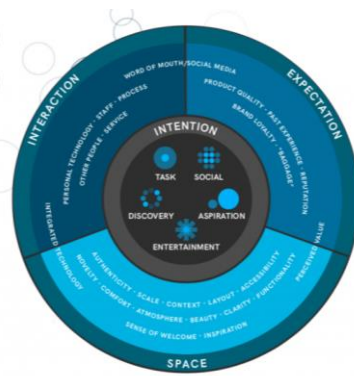 INTERACTION
WORD OF MOUTH/SOCIAL MEDIA
PERSONAL TECHNOLOGY · STAFF · PROCESS
OTHER PEOPLE · SERVICE
INTEGRATED TECHNOLOGY
EXPECTATION
PRODUCT QUALITY · PAST EXPERIENCE · REPUTATION
BRAND LOYALTY · "BAGGAGE"
PERCEIVED VALUE
INTENTION
TASK
SOCIAL
DISCOVERY
ASPIRATION
ENTERTAINMENT
AUTHENTICITY · SCALE · CONTEXT · LAYOUT · ACCESSIBILITY
NOVELTY · COMFORT · ATMOSPHERE · BEAUTY · CLARITY · FUNCTIONALITY
SENSE OF WELCOME · INSPIRATION
SPACE